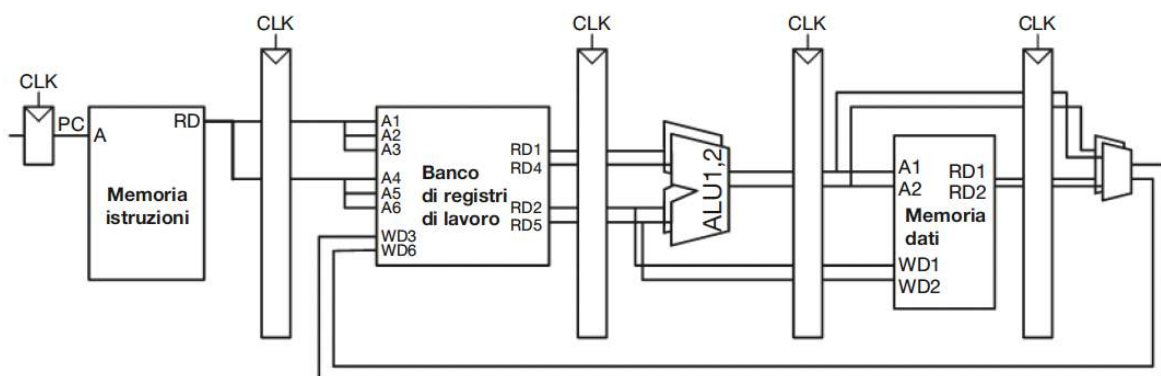 CLK
CLK
CLK
CLK
CLK
PC
A
RD
Memoria
istruzioni
A1
A2
A3
A4
A5
A6
WD3
WD6
Banco
di registri
di lavoro
RD1
RD4
RD2
RD5
ALU1,2
A1
A2
RD1
RD2
Memoria
dati
WD1
WD2